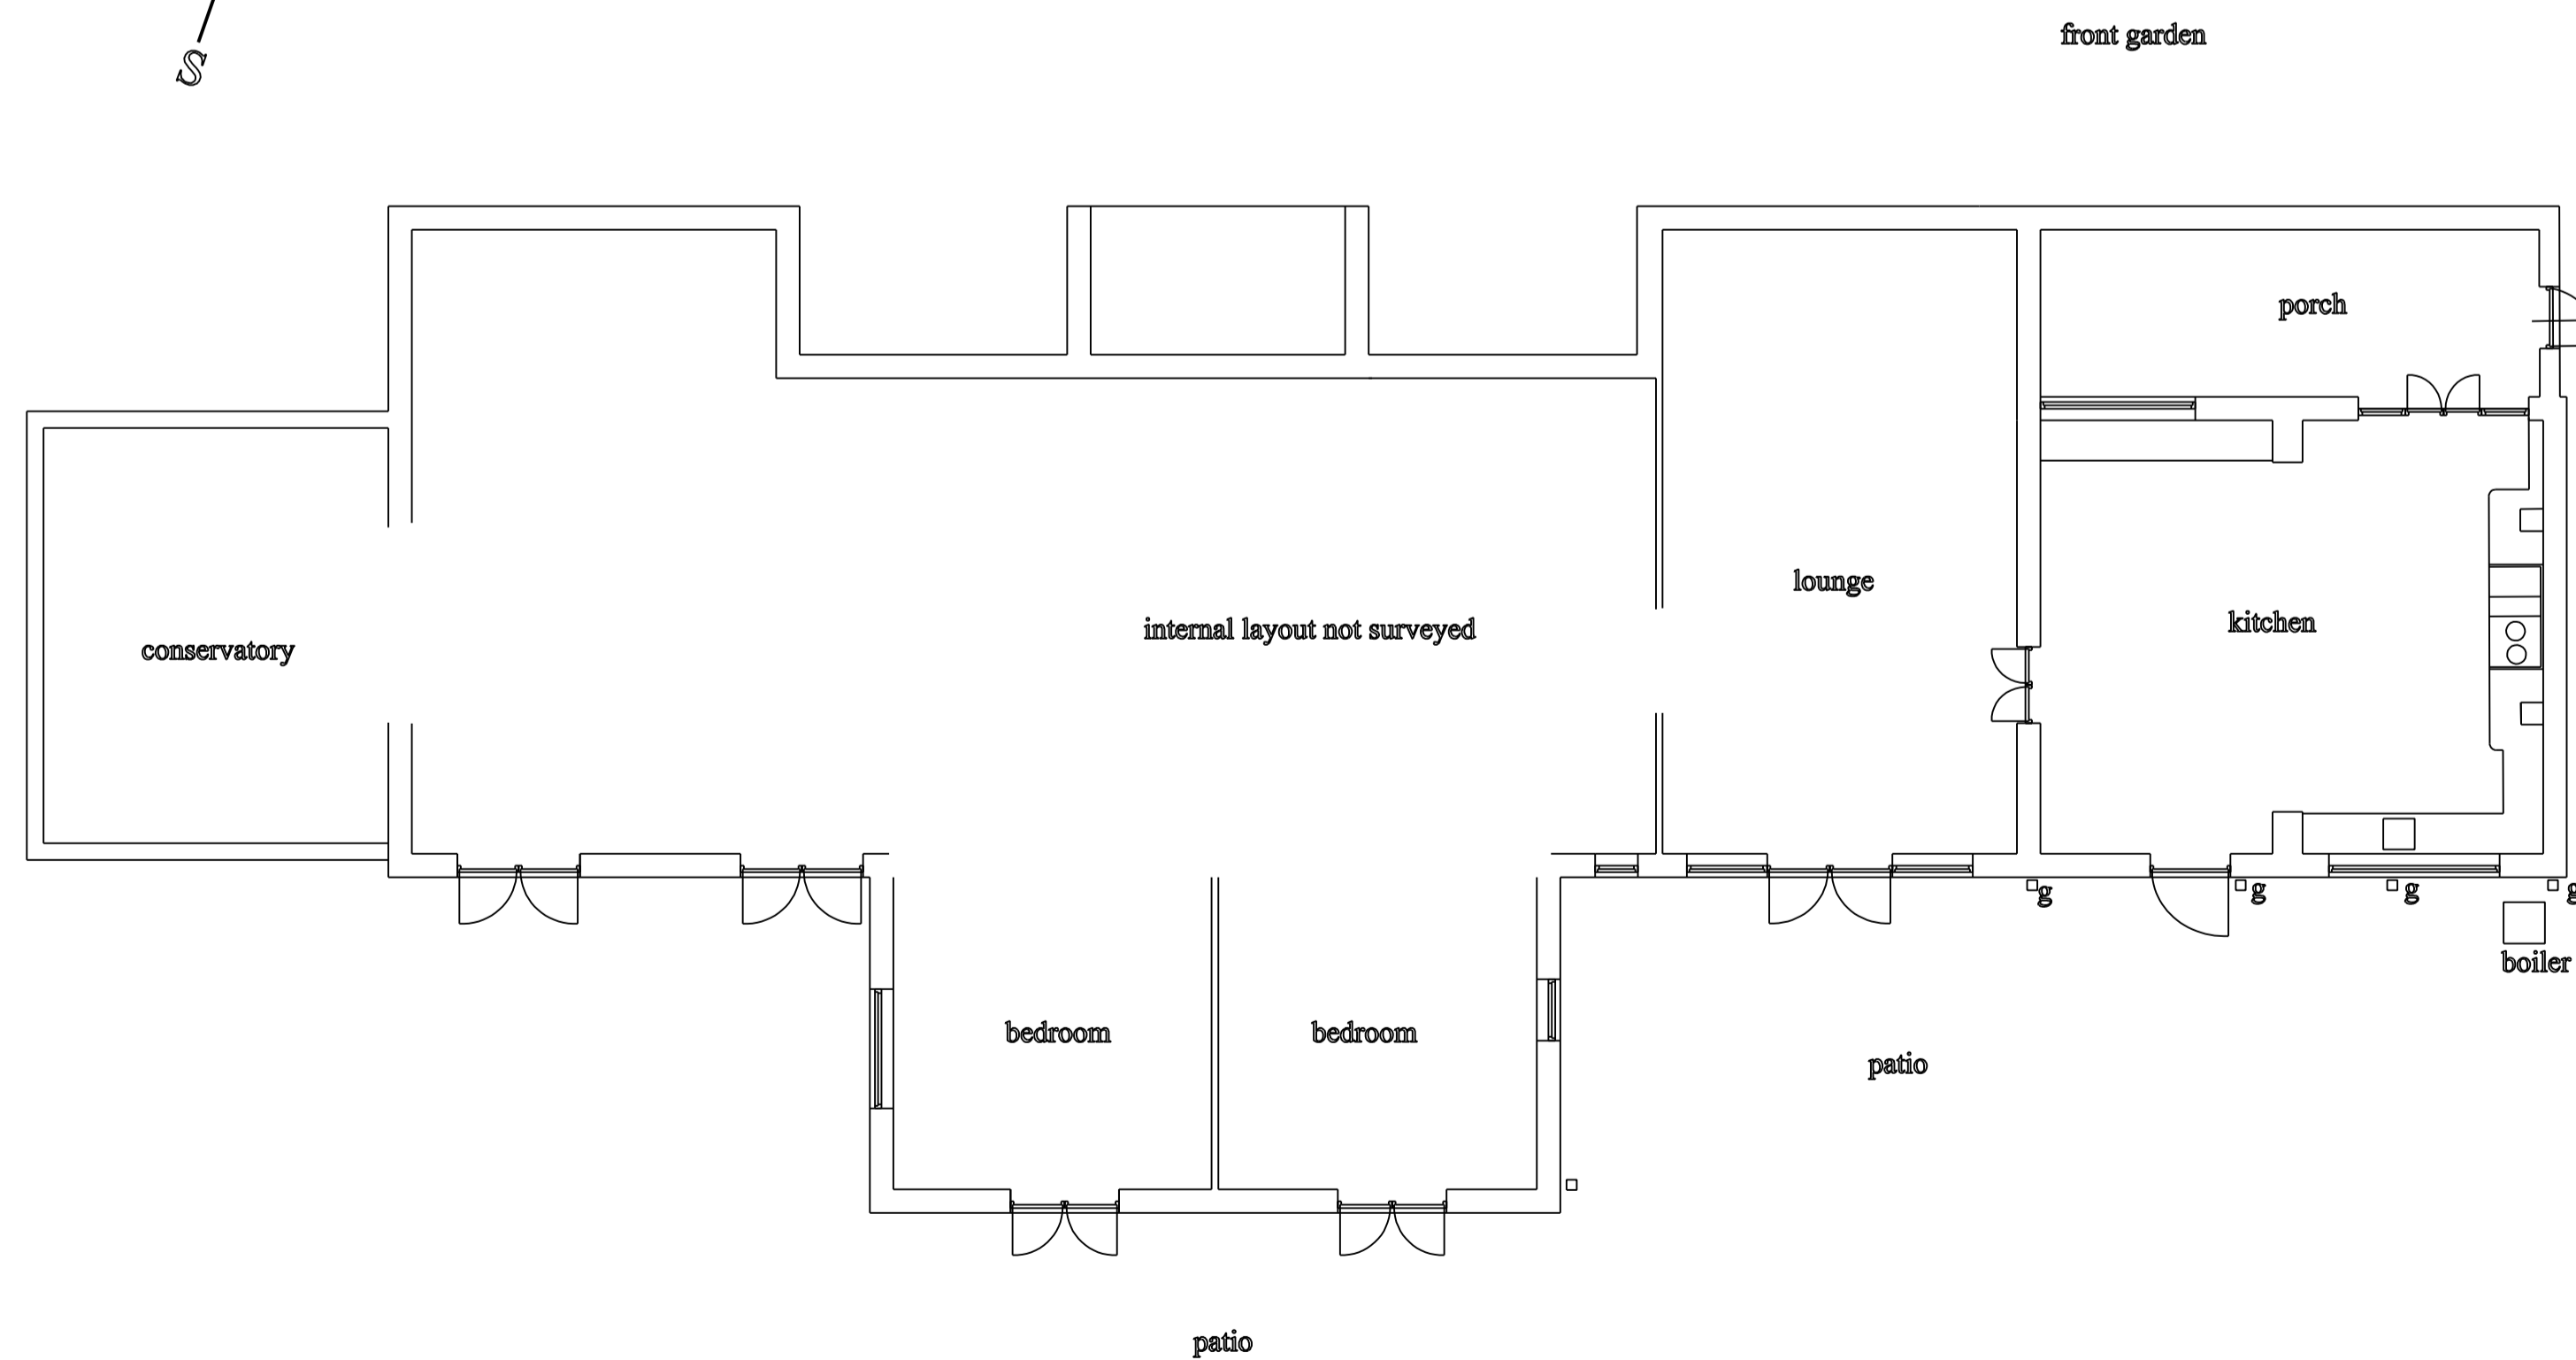 front garden
S
porch
lounge
kitchen
internal layout not surveyed
conservatory
g
g
g
g
boiler
bedroom
bedroom
patio
patio